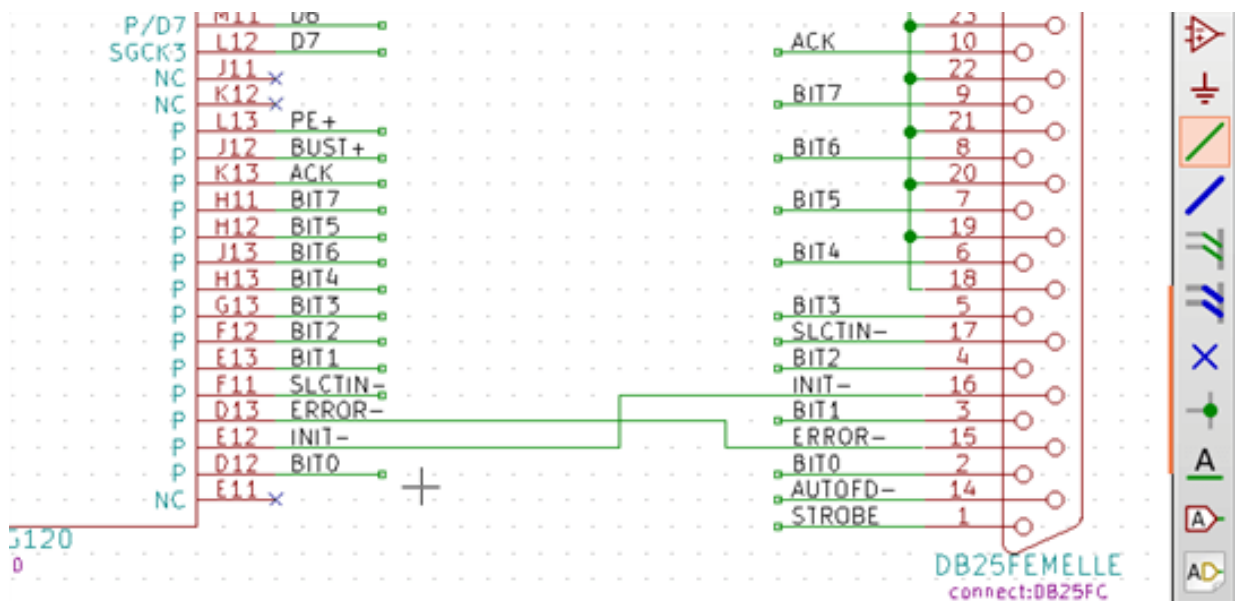 M11 D6
P/D7
L12 D7
SGCK3
J11
NC
K12
NC
L13 PE+
P
J12 BUST+
P
K13 ACK
P
H11 BIT7
P
H12 BIT5
P
J13 BIT6
P
H13 BIT4
P
G13 BIT3
P
F12 BIT2
P
E13 BIT1
P
F11 SLCTIN-
P
D13 ERROR-
P
E12 INIT-
P
D12 BIT0
P
E11
NC
G120
23
ACK 10
22
BIT7 9
21
BIT6 8
20
BIT5 7
19
BIT4 6
18
BIT3 5
SLCTIN- 17
BIT2 4
INIT- 16
BIT1 3
ERROR- 15
BIT0 2
AUTOFD- 14
STROBE 1
DB25FEMELLE
connect:DB25FC
A
A
AD